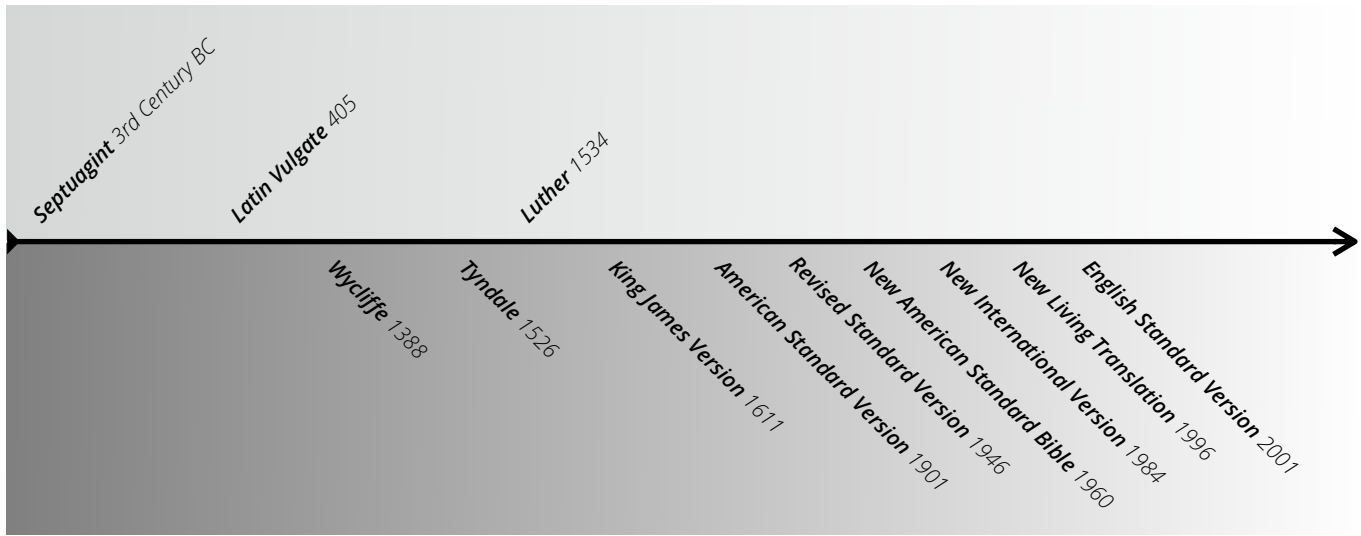 Septuagint 3rd Century BC
Latin Vulgate 405
Luther 1534
Wycliffe 1388
Tyndale 1526
King James Version 1611
American Standard Version 1901
Revised Standard Version 1946
New American Standard Bible 1960
New International Version 1984
New Living Translation 1996
English Standard Version 2001